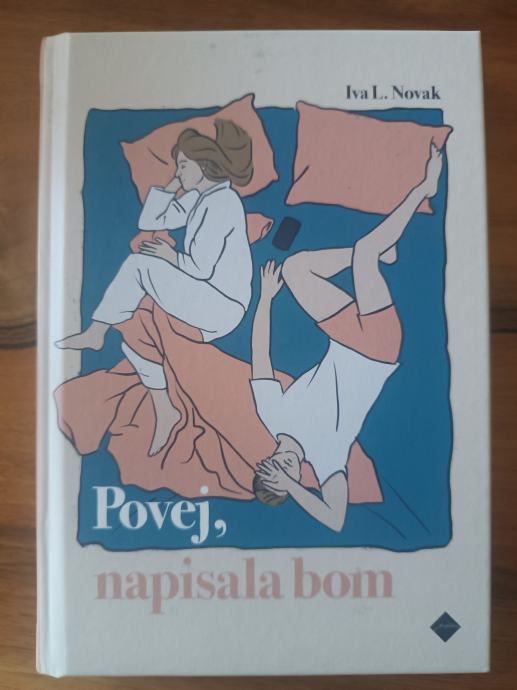 Iva L. Novak
Povej,
napisala bom